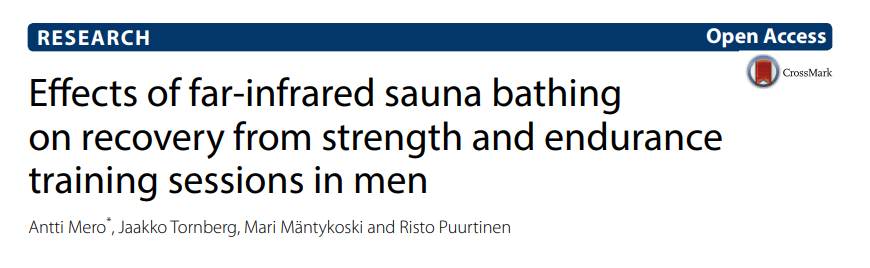 RESEARCH
Open Access
CrossMark
Effects of far-infrared sauna bathing
on recovery from strength and endurance
training sessions in men
Antti Mero*, Jaakko Tornberg, Mari Mäntykoski and Risto Puurtinen